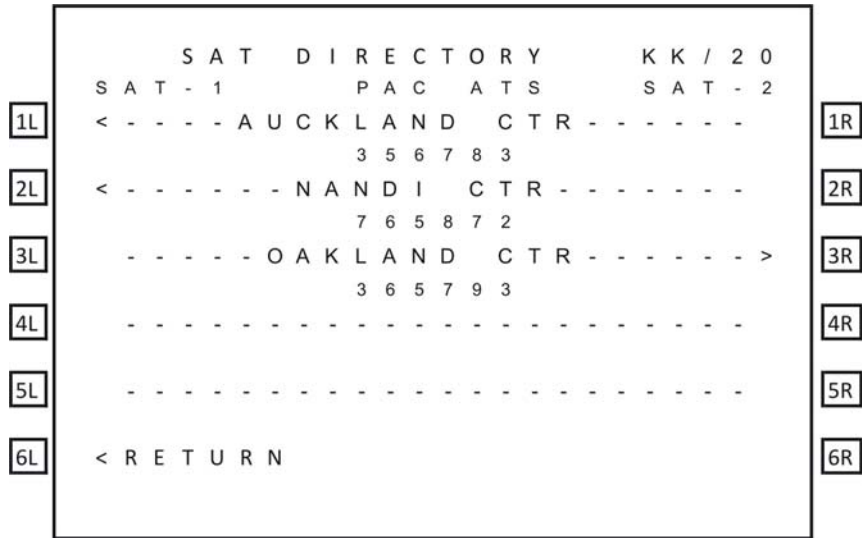 SAT DIRECTORY KK/20
SAT-1 PAC ATS SAT-2
1L <----AUCKLAND CTR------ 1R
356783
2L <------NANDI CTR------- 2R
765872
3L -----OAKLAND CTR------> 3R
365793
4L ---------------------- 4R
5L ---------------------- 5R
6L <RETURN 6R